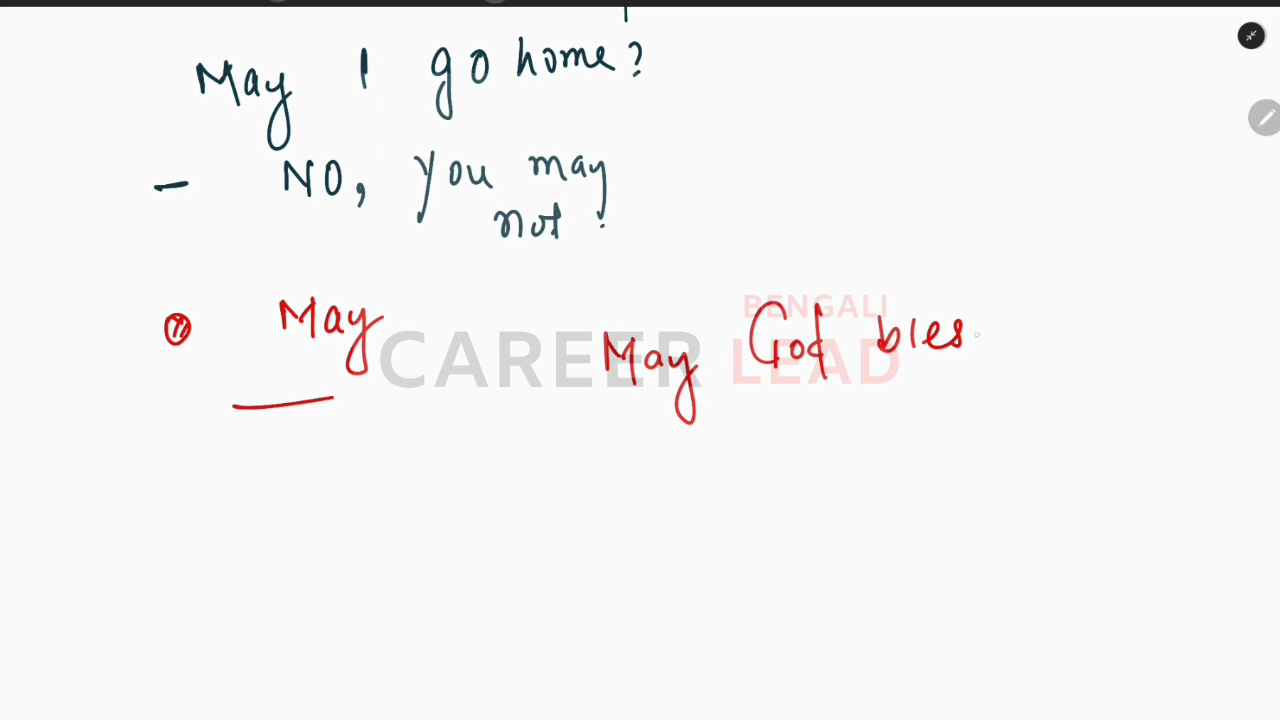 May I go home?
- NO, you may
not.
May
May God bles
BENGALI
CAREER LEAD